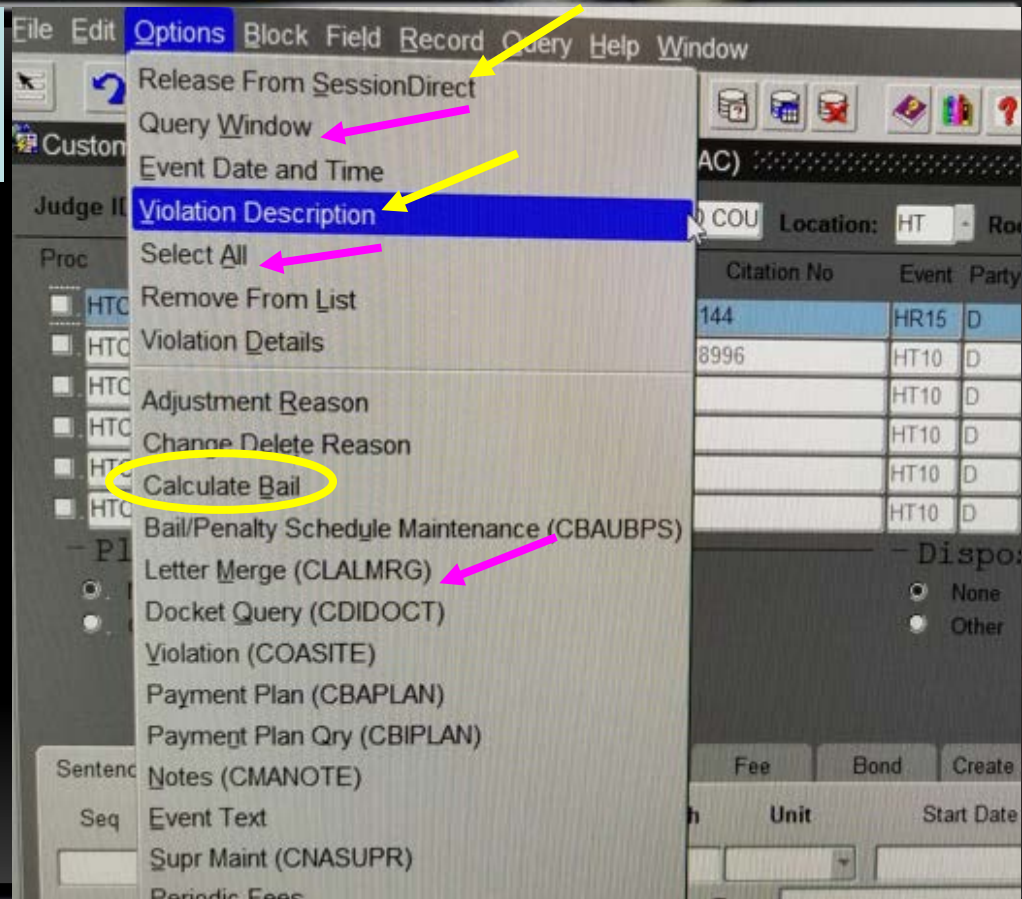 File Edit Options Block Field Record Query Help Window
Release From SessionDirect
Query Window
Event Date and Time
AC)
Violation Description
COU Location: HT
Judge
Select All
Proc
Citation No Event Party
Remove From List
HTC
144 HR15 D
Violation Details
HTC
8996 HT10 D
HTC
HT10 D
Adjustment Reason
HTC
HT10 D
Change Delete Reason
HTC
HT10 D
Calculate Bail
HTC
HT10 D
Bail/Penalty Schedule Maintenance (CBAUBPS)
Letter Merge (CLALMRG)
None
Docket Query (CDIDOCT)
Other
Violation (COASITE)
Payment Plan (CBAPLAN)
Payment Plan Qry (CBIPLAN)
Fee Bond Create
Notes (CMANOTE)
Seq
Event Text
Unit Start Date
Supr Maint (CNASUPR)
Periodic Fees